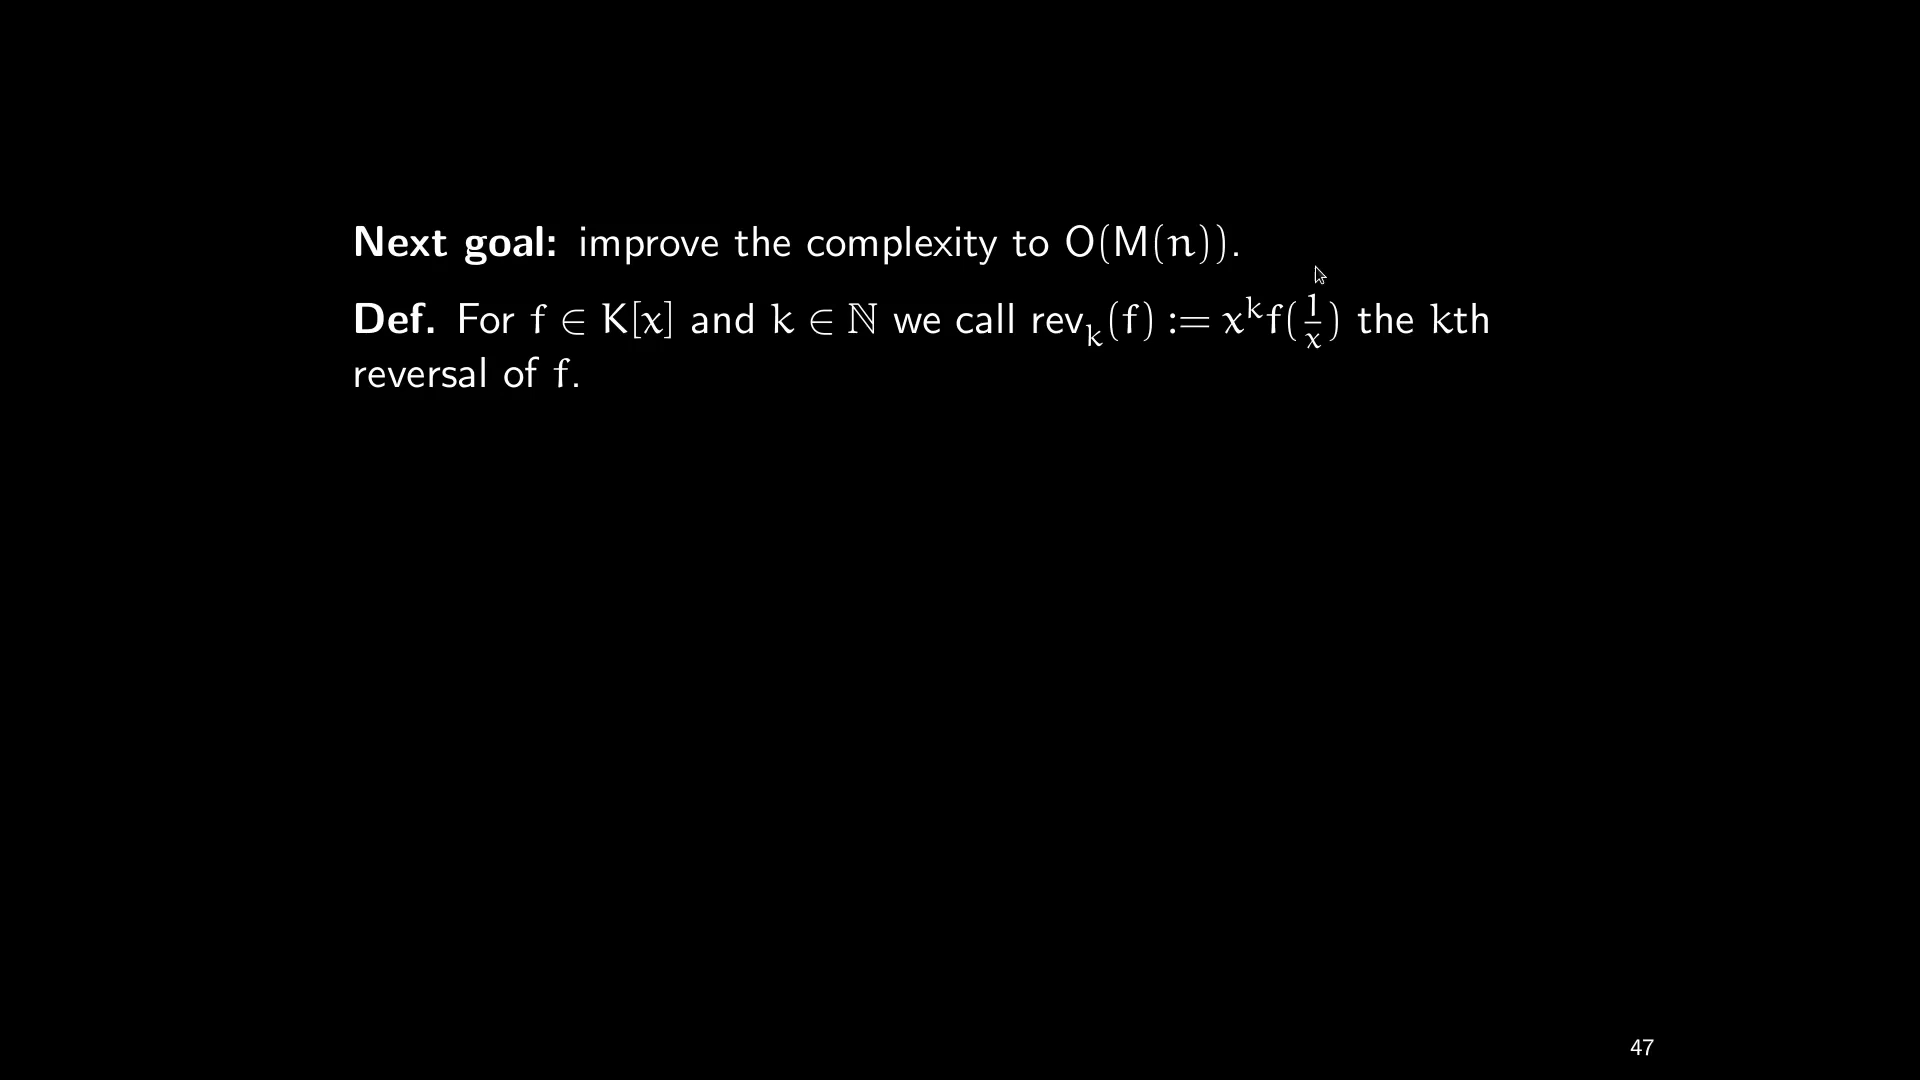 Next goal: improve the complexity to O(M(n)).
Def. For f ∈ K[x] and k ∈ ℕ we call rev_k(f) := x^k f(1/x) the kth
reversal of f.
47